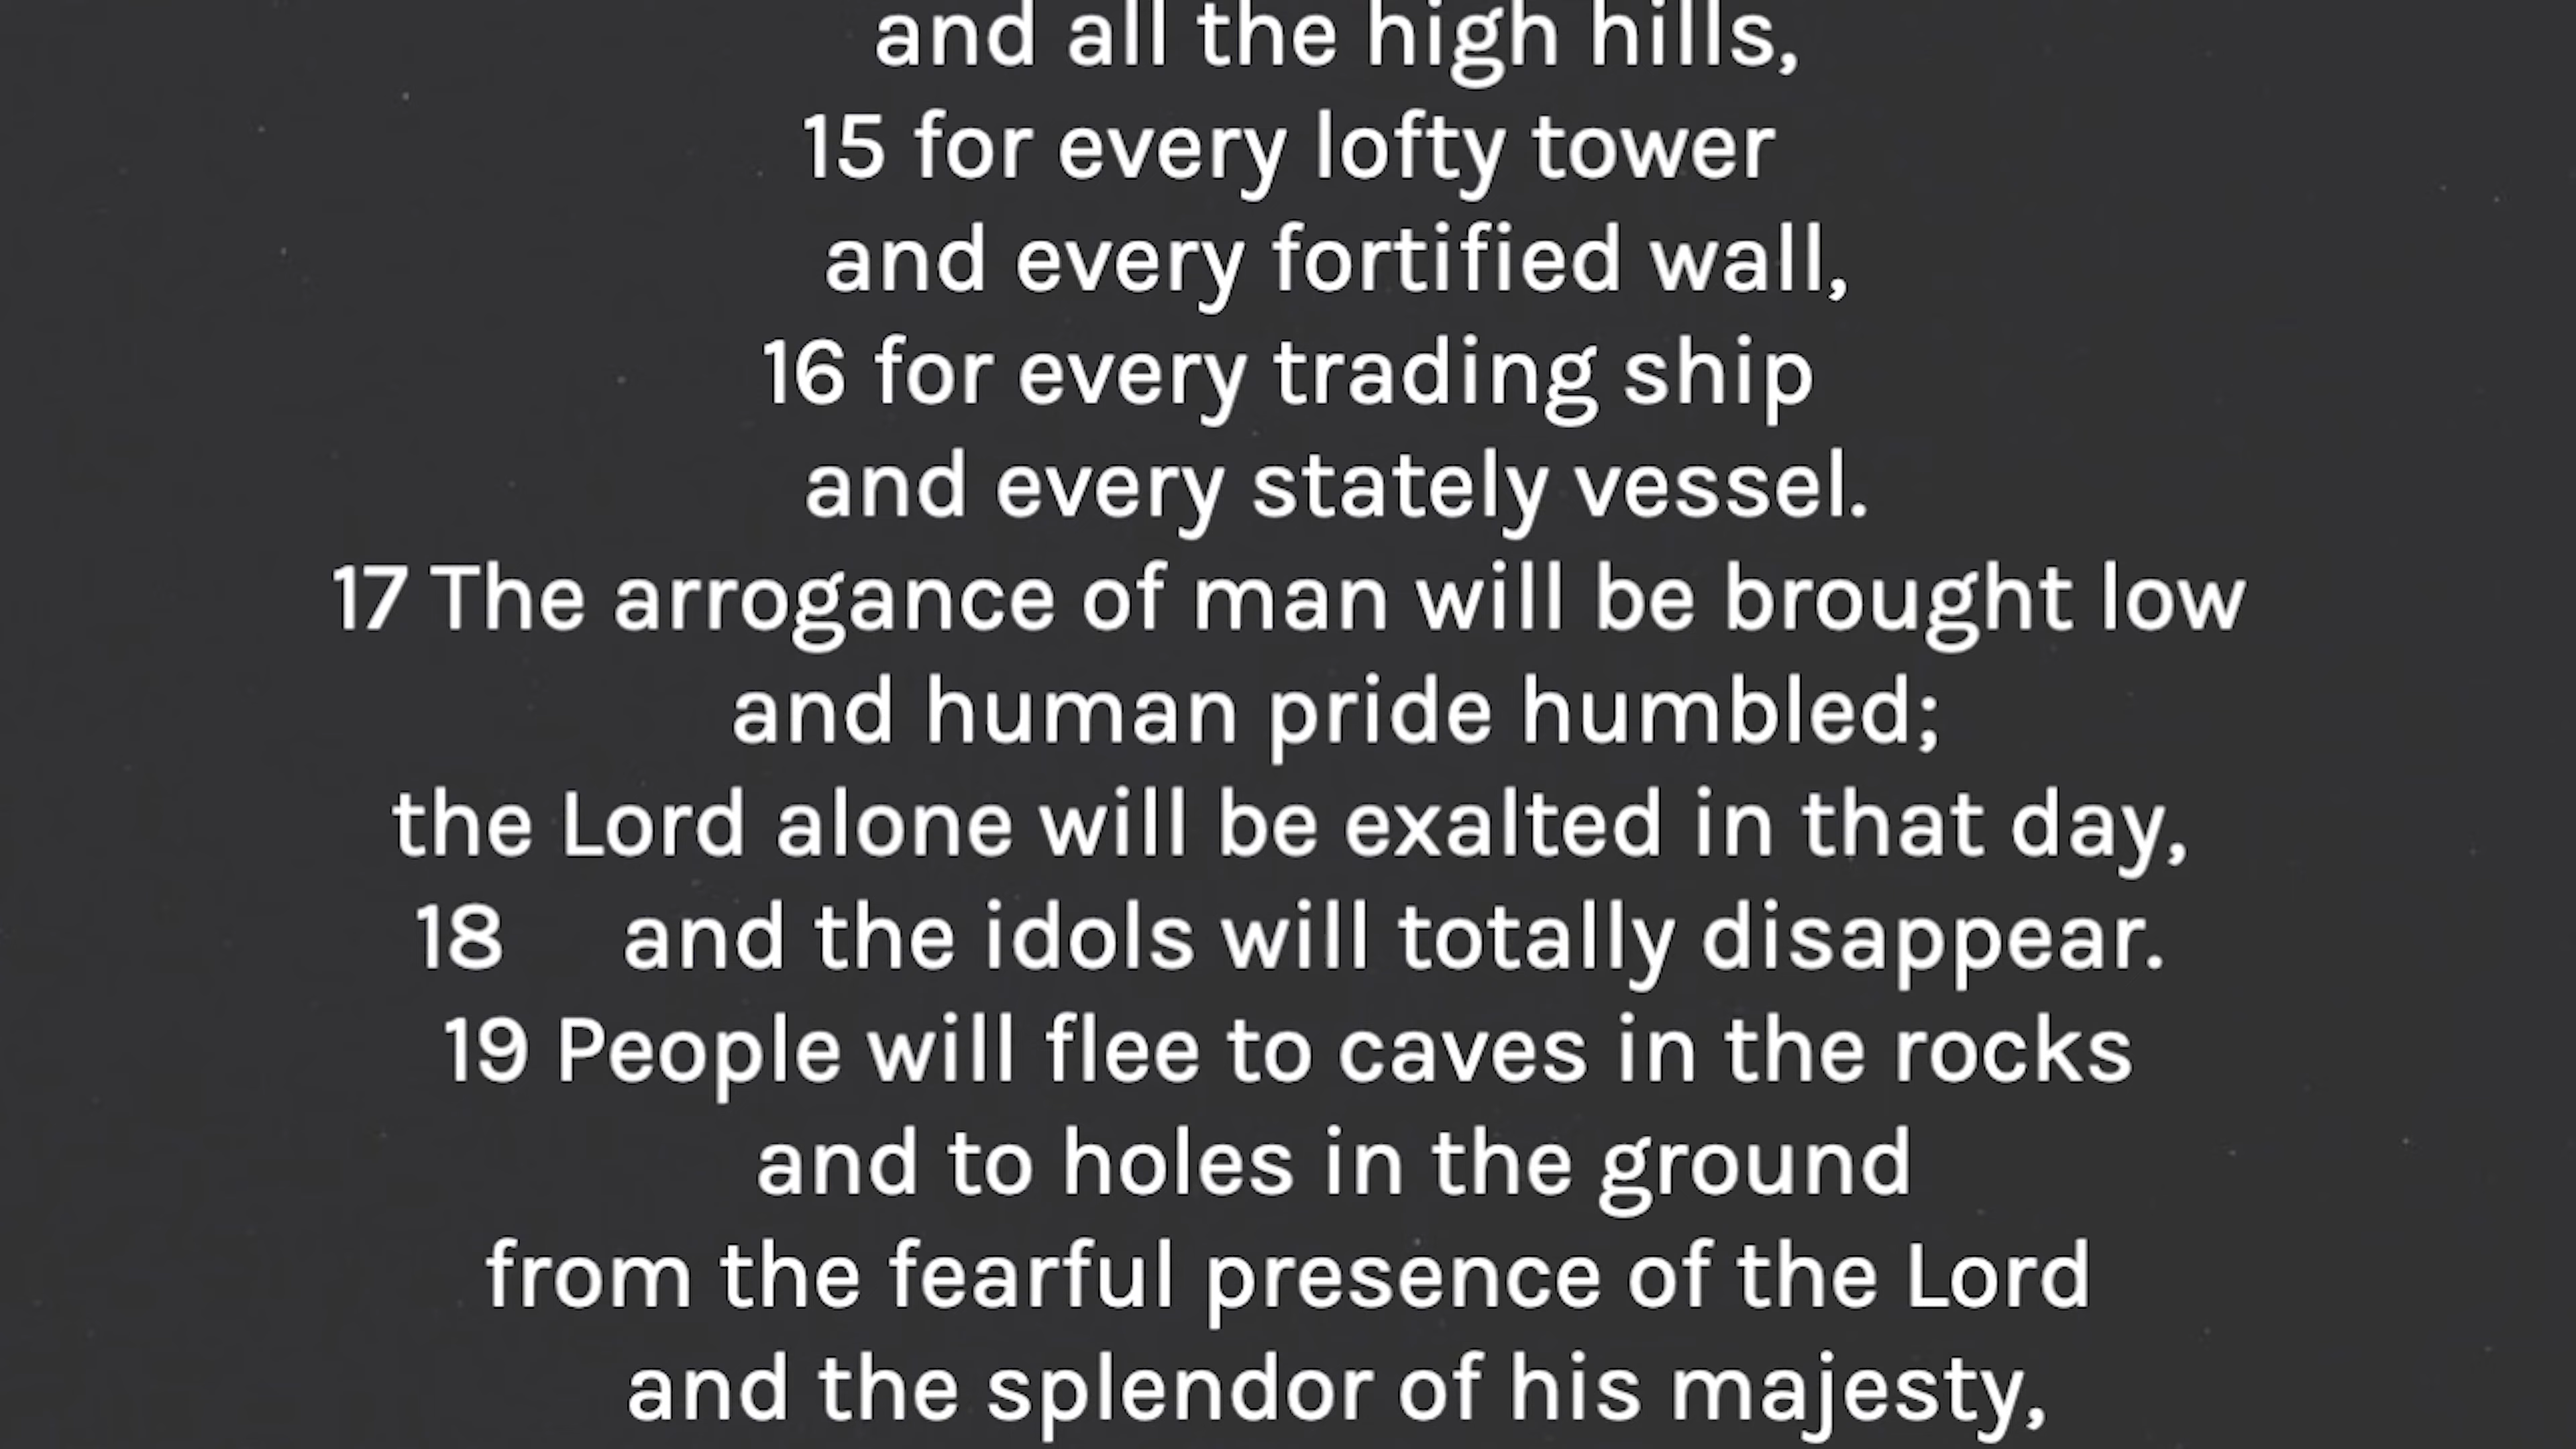 and all the high hills,
15 for every lofty tower
and every fortified wall,
16 for every trading ship
and every stately vessel.
17 The arrogance of man will be brought low
and human pride humbled;
the Lord alone will be exalted in that day,
18 and the idols will totally disappear.
19 People will flee to caves in the rocks
and to holes in the ground
from the fearful presence of the Lord
and the splendor of his majesty,